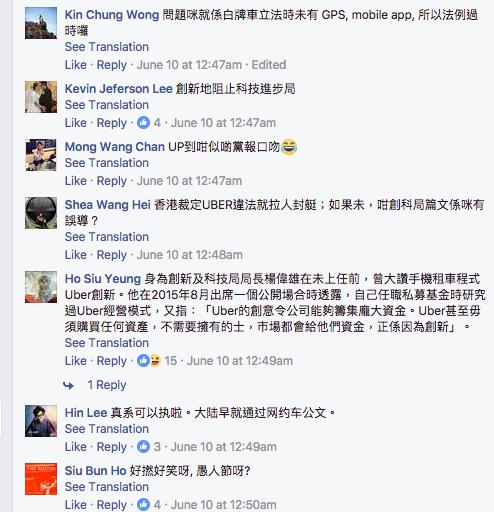 Kin Chung Wong 問題咪就係白牌車立法時未有 GPS, mobile app, 所以法例過
時囉
See Translation
Like · Reply · June 10 at 12:47am · Edited
Kevin Jeferson Lee 創新地阻止科技進步局
See Translation
Like · Reply · 4 · June 10 at 12:47am
Mong Wang Chan UP到咁似啲黨報口吻😂
See Translation
Like · Reply · June 10 at 12:47am
Shea Wang Hei 香港裁定UBER違法就拉人封艇；如果未，咁創科局篇文係咪有
誤導？
See Translation
Like · Reply · June 10 at 12:48am
Ho Siu Yeung 身為創新及科技局局長楊偉雄在未上任前，曾大讚手機租車程式
Uber創新。他在2015年8月出席一個公開場合時透露，自己任職私募基金時研究
過Uber經營模式，又指：「Uber的創意令公司能夠籌集龐大資金。Uber甚至毋
須購買任何資產，不需要擁有的士，市場都會給他們資金，正係因為創新」。
See Translation
Like · Reply · 15 · June 10 at 12:49am
1 Reply
Hin Lee 真系可以执啦。大陆早就通过网约车公文。
See Translation
Like · Reply · 3 · June 10 at 12:49am
Siu Bun Ho 好撚好笑呀, 愚人節呀?
See Translation
Like · Reply · 4 · June 10 at 12:50am